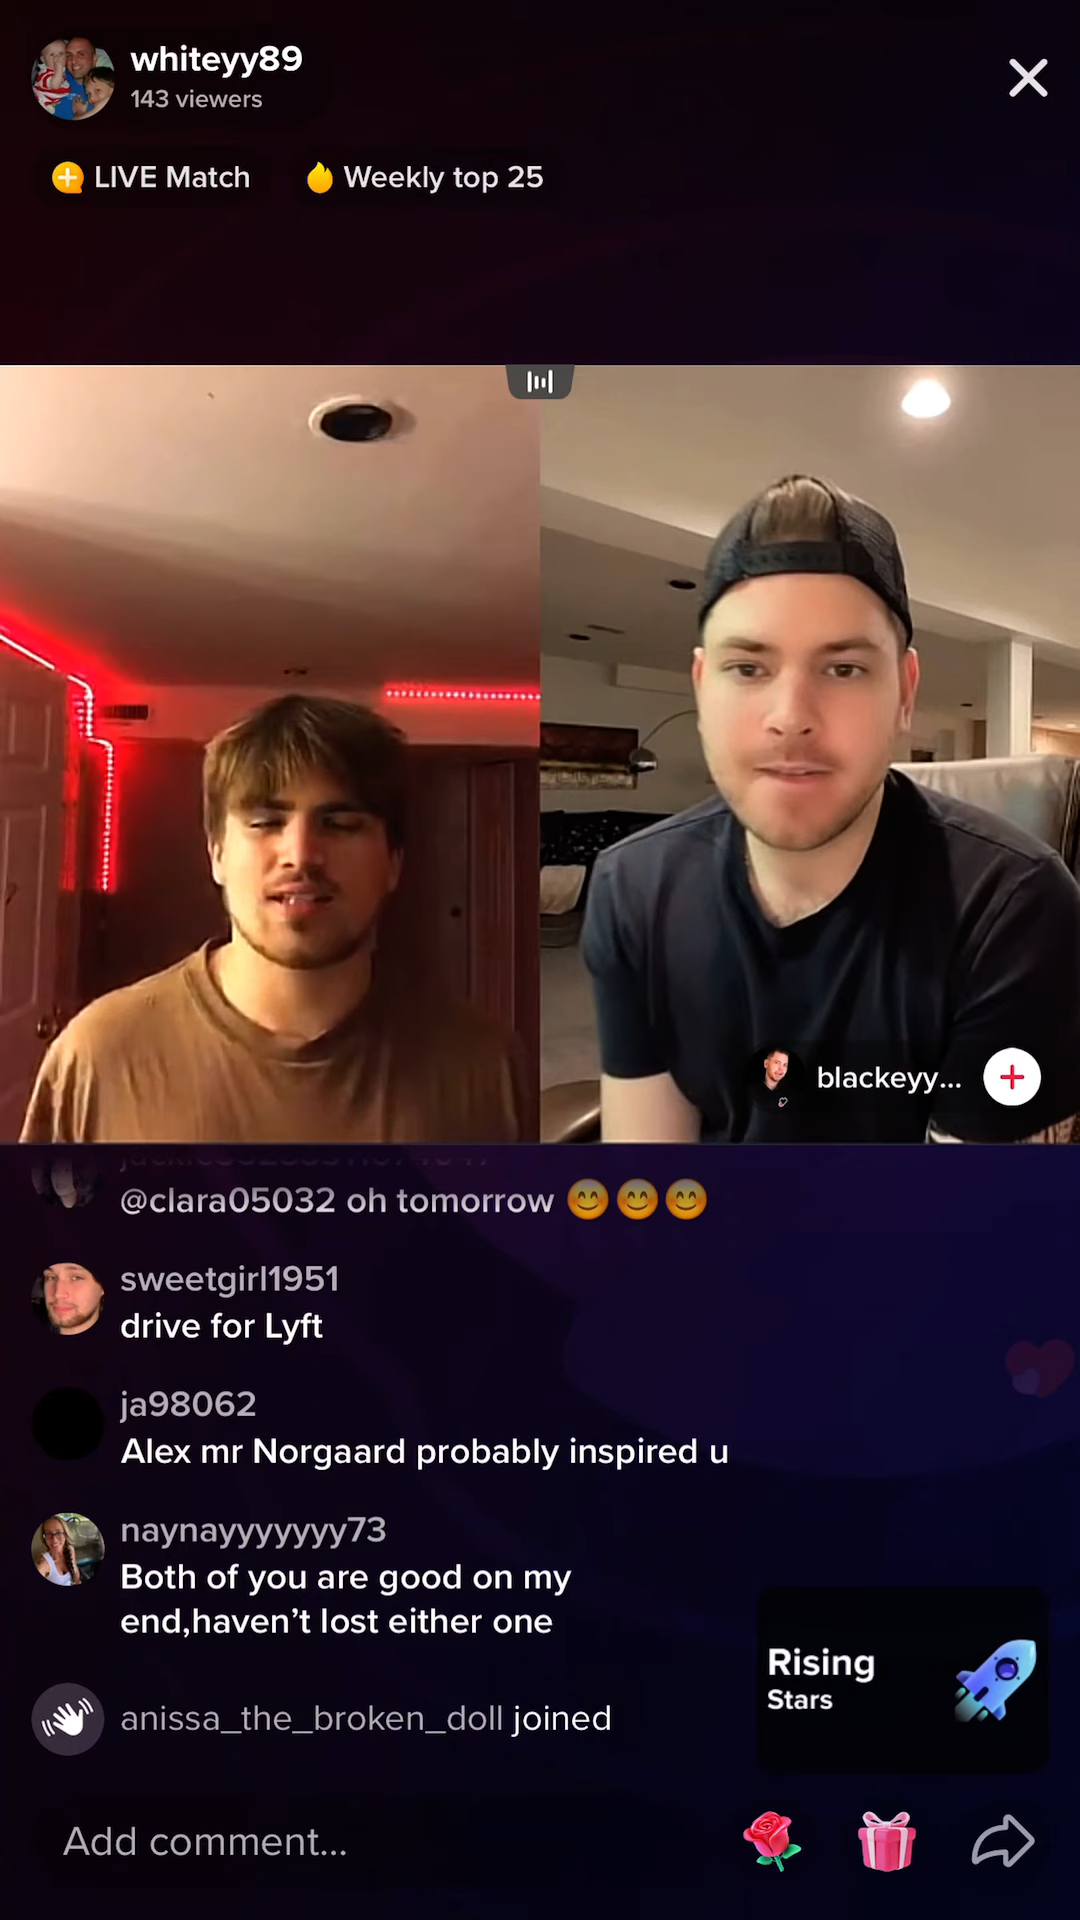 whiteyy89
143 viewers
LIVE Match
Weekly top 25
blackeyy...
@clara05032 oh tomorrow 😊😊😊
sweetgirl1951
drive for Lyft
ja98062
Alex mr Norgaard probably inspired u
naynayyyyyyy73
Both of you are good on my
end,haven’t lost either one
Rising
Stars
anissa_the_broken_doll joined
Add comment...